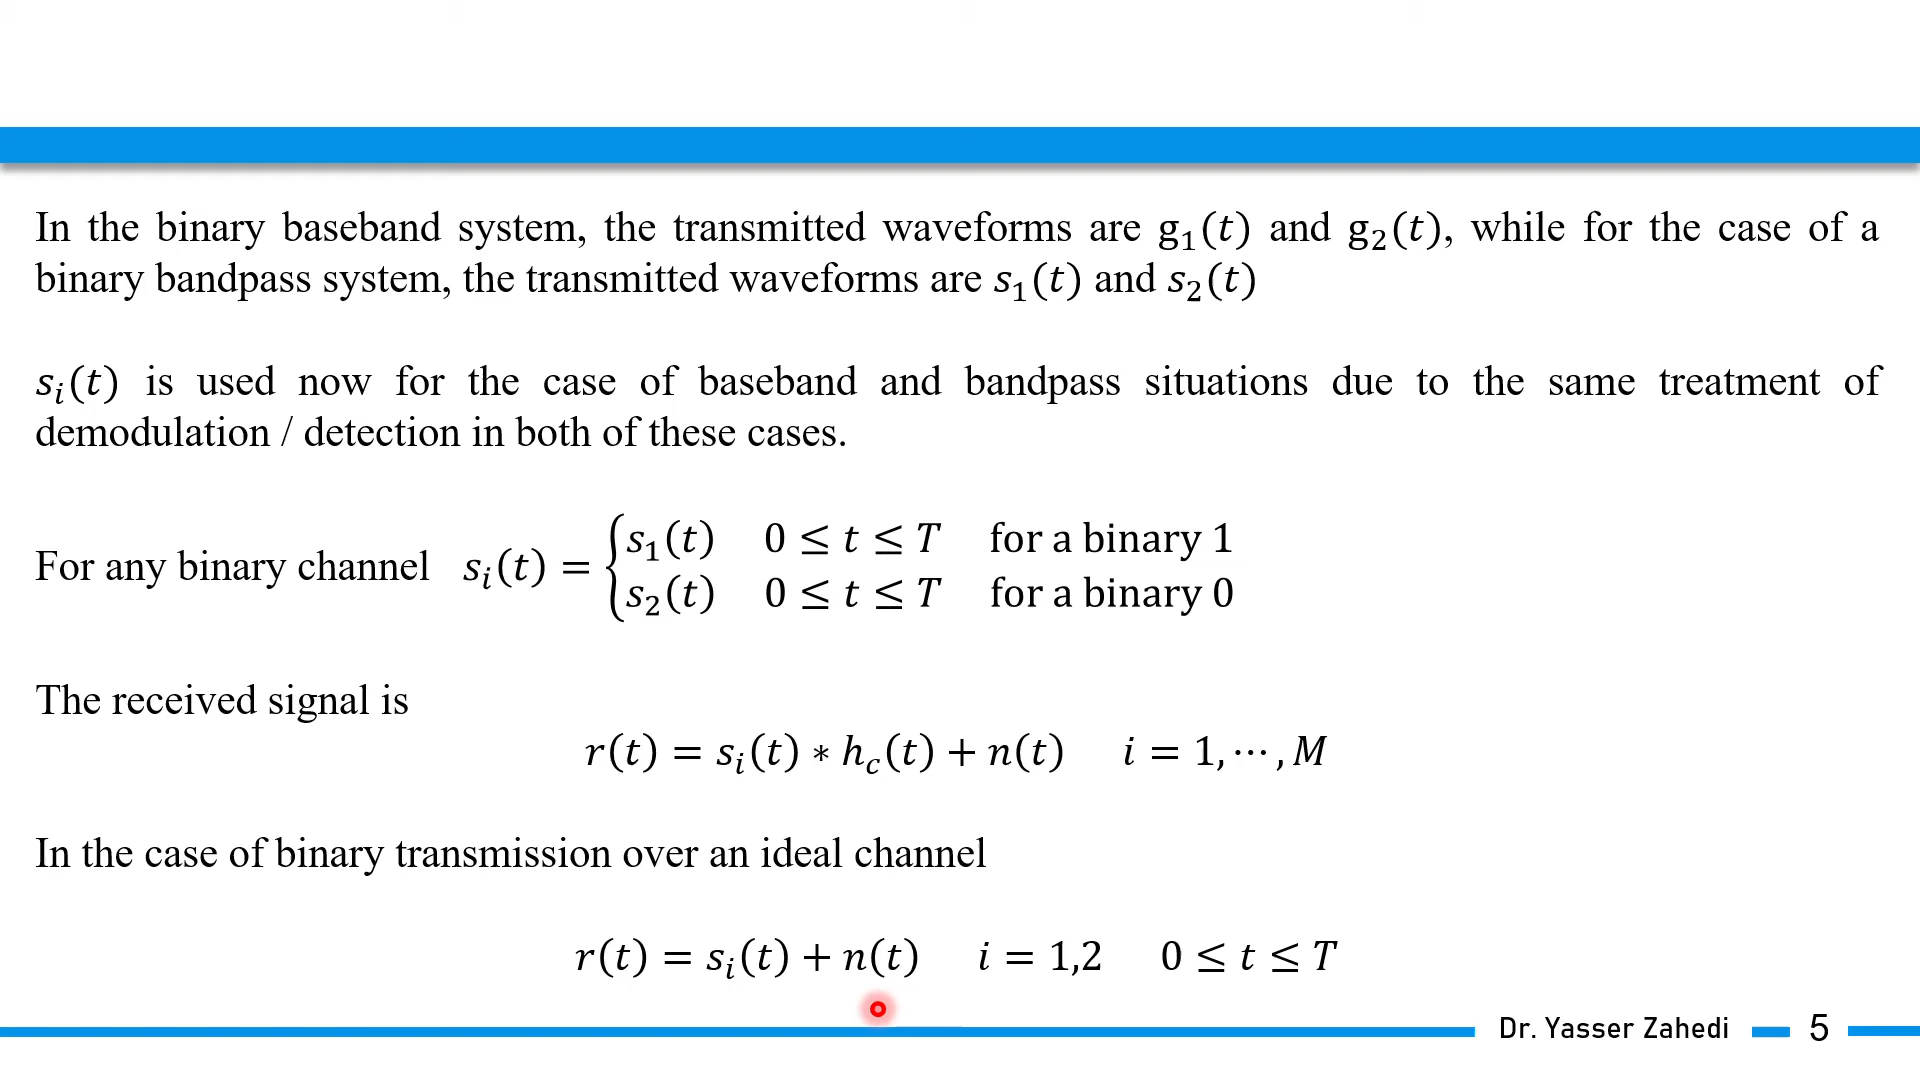 In the binary baseband system, the transmitted waveforms are g₁(t) and g₂(t), while for the case of a
binary bandpass system, the transmitted waveforms are s₁(t) and s₂(t)
sᵢ(t) is used now for the case of baseband and bandpass situations due to the same treatment of
demodulation / detection in both of these cases.
For any binary channel sᵢ(t) = { s₁(t) 0 ≤ t ≤ T for a binary 1
s₂(t) 0 ≤ t ≤ T for a binary 0
The received signal is
r(t) = sᵢ(t) ∗ h_c(t) + n(t) i = 1, ⋯ , M
In the case of binary transmission over an ideal channel
r(t) = sᵢ(t) + n(t) i = 1,2 0 ≤ t ≤ T
Dr. Yasser Zahedi 5